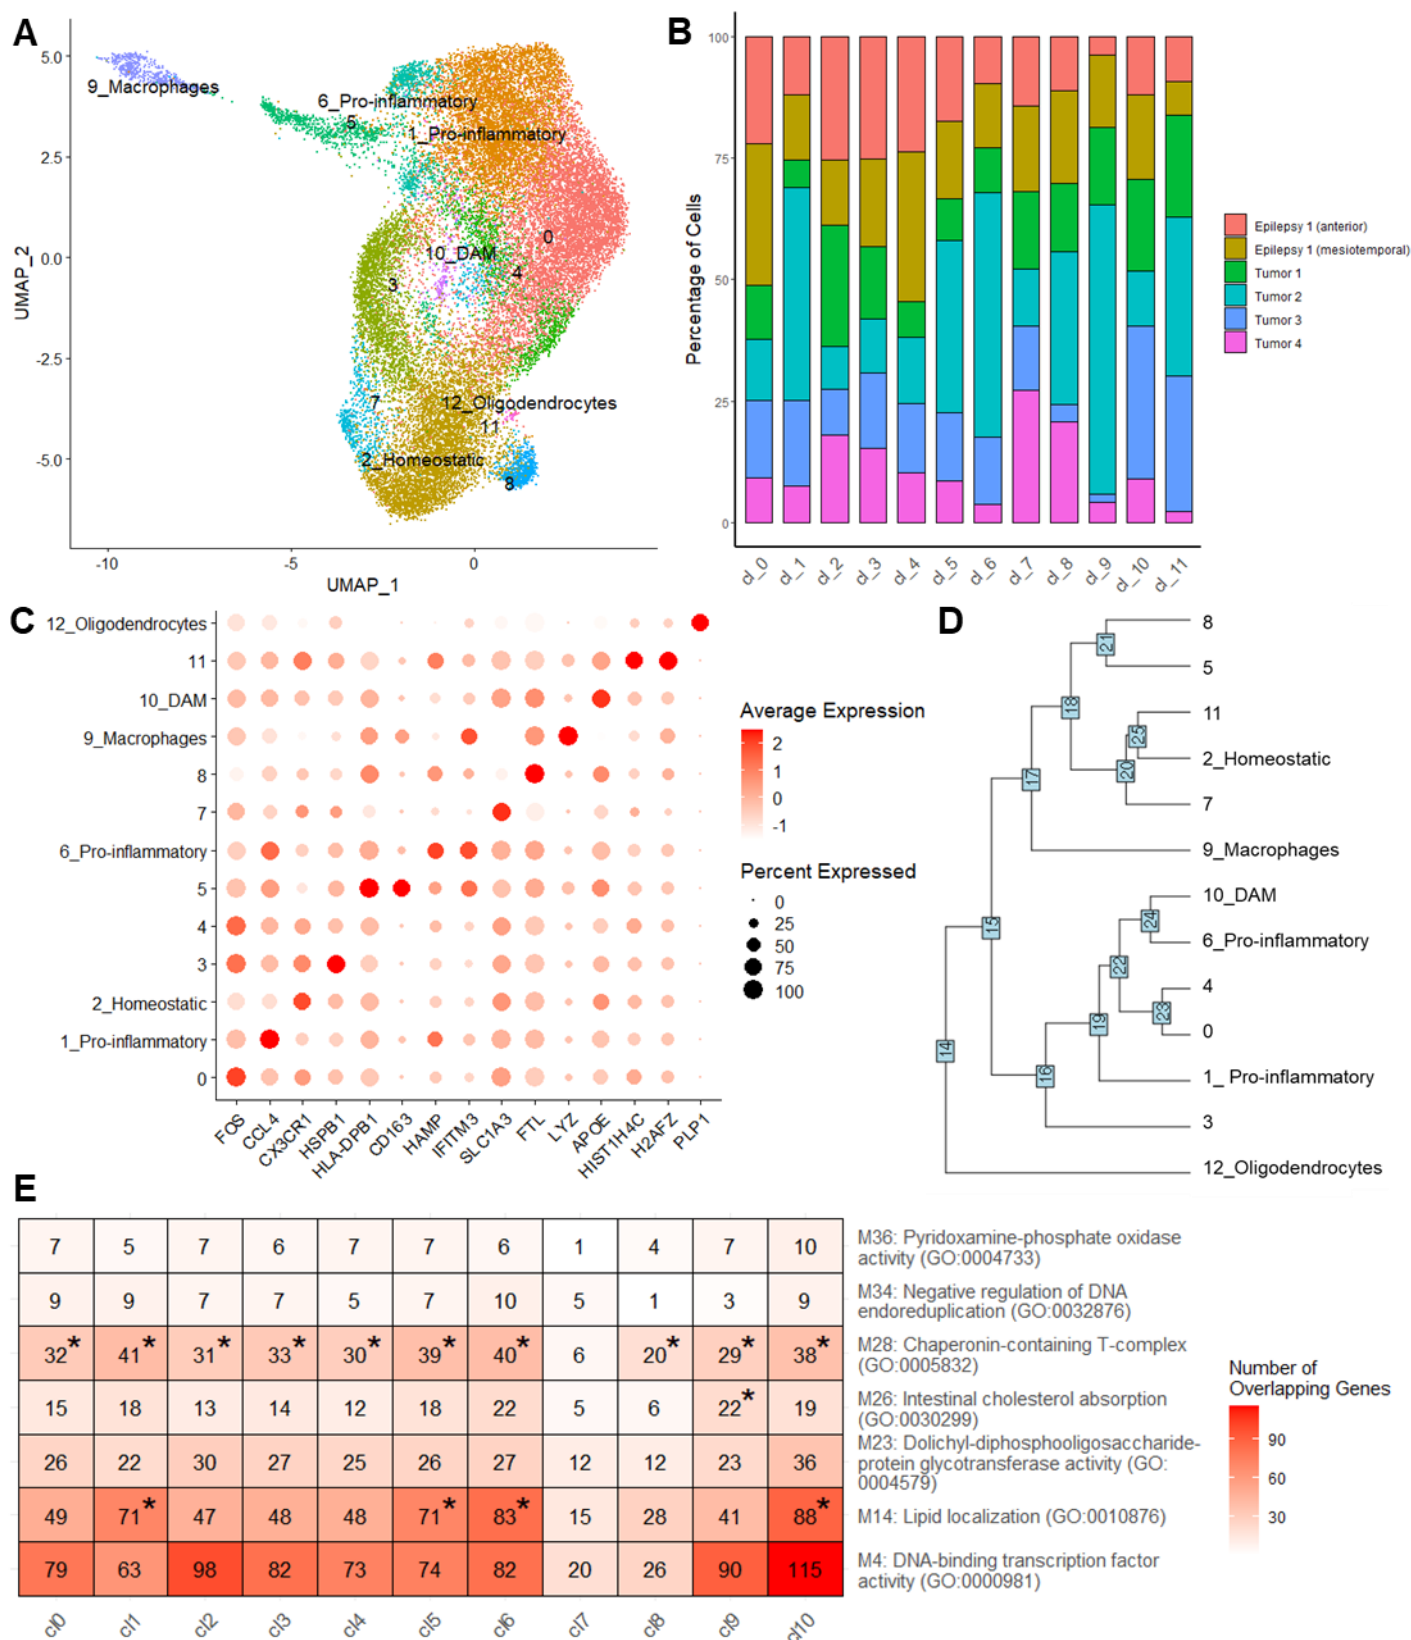 A
5.0
2.5
0.0
-2.5
-5.0
UMAP_2
-10
-5
0
UMAP_1
9_Macrophages
6_Pro-inflammatory
5
1_Pro-inflammatory
0
10_DAM
4
3
7
12_Oligodendrocytes
11
2_Homeostatic
8
B
100
75
50
25
0
Percentage of Cells
cl_0
cl_1
cl_2
cl_3
cl_4
cl_5
cl_6
cl_7
cl_8
cl_9
cl_10
cl_11
Epilepsy 1 (anterior)
Epilepsy 1 (mesiotemporal)
Tumor 1
Tumor 2
Tumor 3
Tumor 4
C
12_Oligodendrocytes
11
10_DAM
9_Macrophages
8
7
6_Pro-inflammatory
5
4
3
2_Homeostatic
1_Pro-inflammatory
0
FOS
CCL4
CX3CR1
HSPB1
HLA-DPB1
CD163
HAMP
IFITM3
SLC1A3
FTL
LYZ
APOE
HIST1H4C
H2AFZ
PLP1
Average Expression
2
1
0
-1
Percent Expressed
0
25
50
75
100
D
8
5
11
2_Homeostatic
7
9_Macrophages
10_DAM
6_Pro-inflammatory
4
0
1_ Pro-inflammatory
3
12_Oligodendrocytes
21
18
25
20
17
24
15
22
23
19
14
16
E
7 5 7 6 7 7 6 1 4 7 10
M36: Pyridoxamine-phosphate oxidase
activity (GO:0004733)
9 9 7 7 5 7 10 5 1 3 9
M34: Negative regulation of DNA
endoreduplication (GO:0032876)
32* 41* 31* 33* 30* 39* 40* 6 20* 29* 38*
M28: Chaperonin-containing T-complex
(GO:0005832)
15 18 13 14 12 18 22 5 6 22* 19
M26: Intestinal cholesterol absorption
(GO:0030299)
26 22 30 27 25 26 27 12 12 23 36
M23: Dolichyl-diphosphooligosaccharide-
protein glycotransferase activity (GO:
0004579)
49 71* 47 48 48 71* 83* 15 28 41 88*
M14: Lipid localization (GO:0010876)
79 63 98 82 73 74 82 20 26 90 115
M4: DNA-binding transcription factor
activity (GO:0000981)
cl0
cl1
cl2
cl3
cl4
cl5
cl6
cl7
cl8
cl9
cl10
Number of
Overlapping Genes
90
60
30